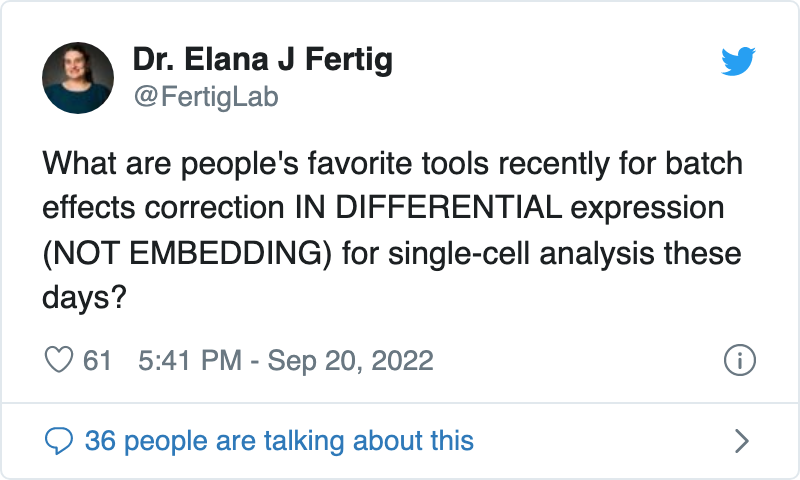 Dr. Elana J Fertig
@FertigLab
What are people's favorite tools recently for batch
effects correction IN DIFFERENTIAL expression
(NOT EMBEDDING) for single-cell analysis these
days?
61 5:41 PM - Sep 20, 2022
36 people are talking about this